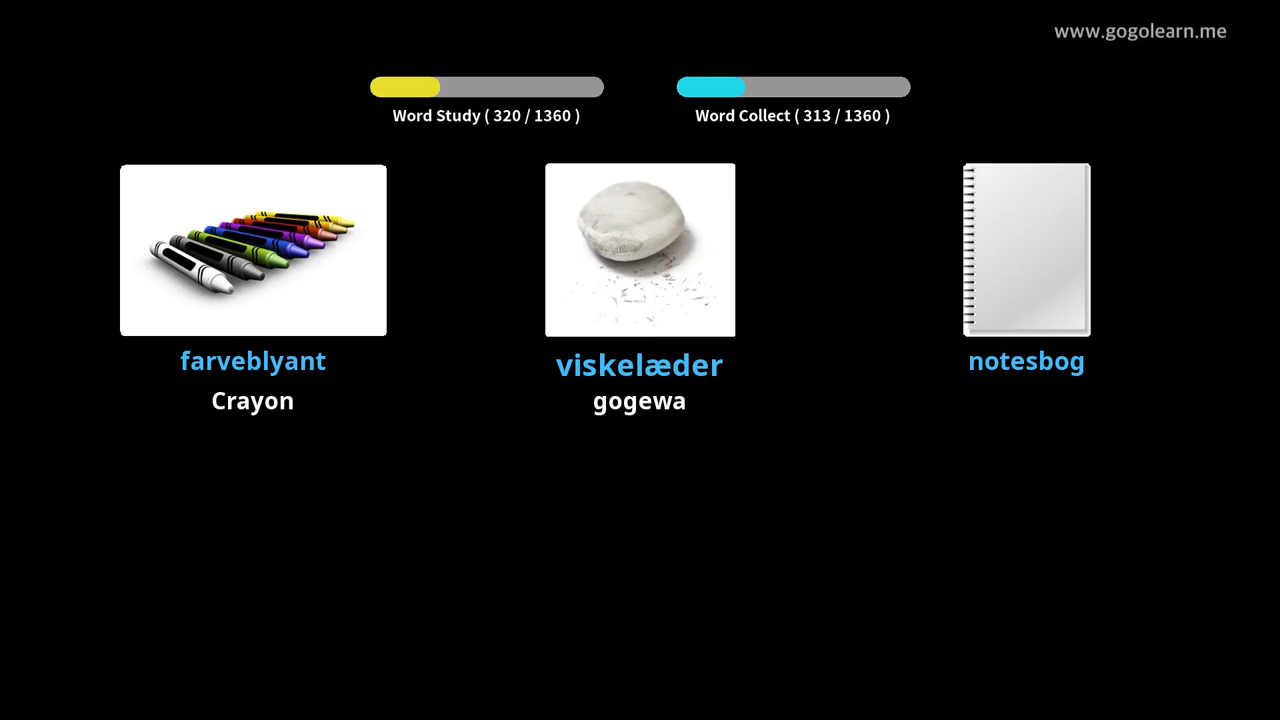 www.gogolearn.me
Word Study ( 320 / 1360 )
Word Collect ( 313 / 1360 )
farveblyant
Crayon
viskelæder
gogewa
notesbog